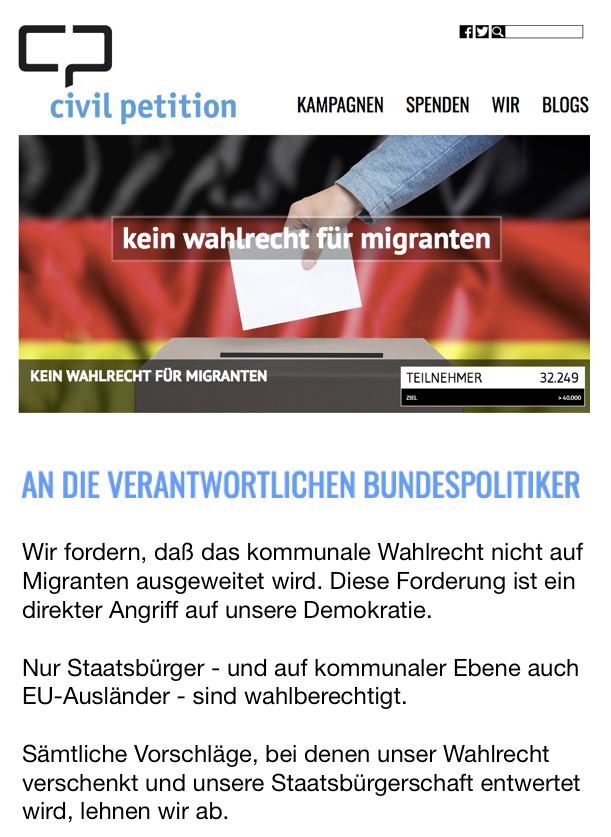 civil petition
KAMPAGNEN SPENDEN WIR BLOGS
kein wahlrecht für migranten
KEIN WAHLRECHT FÜR MIGRANTEN
TEILNEHMER 32.249
ZIEL > 40.000
AN DIE VERANTWORTLICHEN BUNDESPOLITIKER
Wir fordern, daß das kommunale Wahlrecht nicht auf
Migranten ausgeweitet wird. Diese Forderung ist ein
direkter Angriff auf unsere Demokratie.
Nur Staatsbürger - und auf kommunaler Ebene auch
EU-Ausländer - sind wahlberechtigt.
Sämtliche Vorschläge, bei denen unser Wahlrecht
verschenkt und unsere Staatsbürgerschaft entwertet
wird, lehnen wir ab.